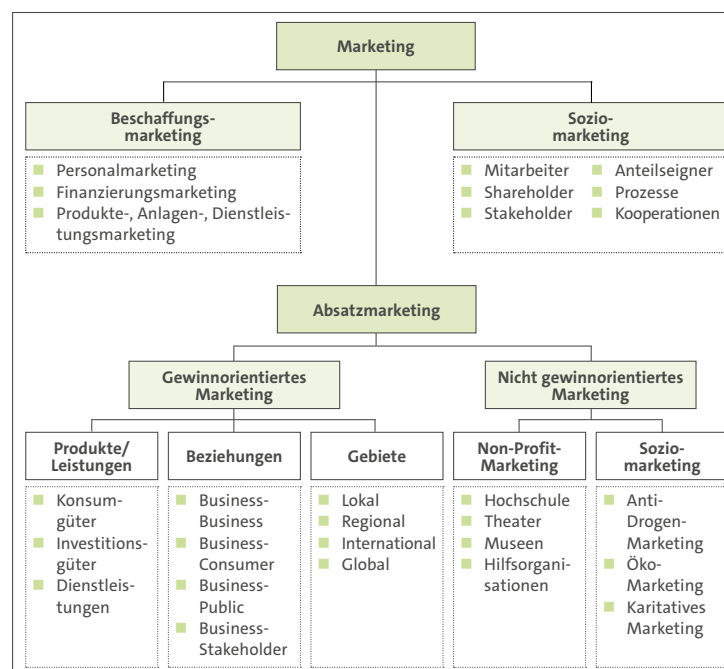 Marketing
Beschaffungs-
marketing
Personalmarketing
Finanzierungsmarketing
Produkte-, Anlagen-, Dienstleis-
tungsmarketing
Sozio-
marketing
Mitarbeiter
Shareholder
Stakeholder
Anteilseigner
Prozesse
Kooperationen
Absatzmarketing
Gewinnorientiertes
Marketing
Nicht gewinnorientiertes
Marketing
Produkte/
Leistungen
Konsum-
güter
Investitions-
güter
Dienstleis-
tungen
Beziehungen
Business-
Business
Business-
Consumer
Business-
Public
Business-
Stakeholder
Gebiete
Lokal
Regional
International
Global
Non-Profit-
Marketing
Hochschule
Theater
Museen
Hilfsorgani-
sationen
Sozio-
marketing
Anti-
Drogen-
Marketing
Öko-
Marketing
Karitatives
Marketing